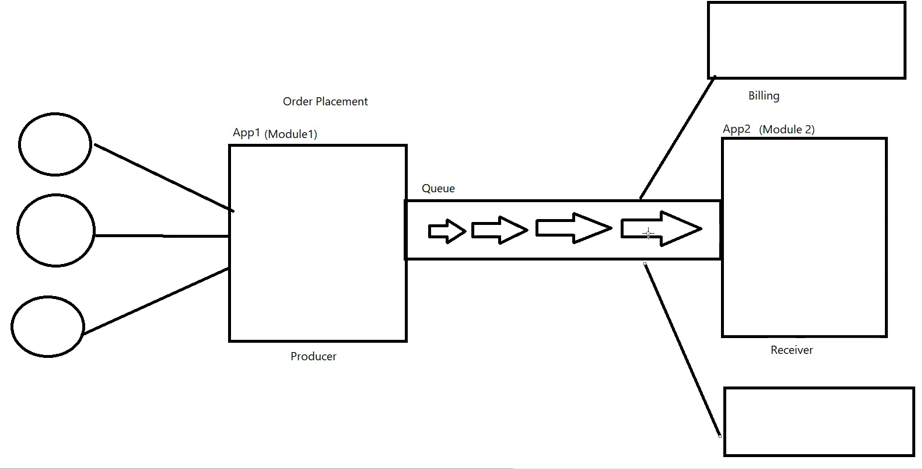 Order Placement
App1 (Module1)
Producer
Queue
Billing
App2 (Module 2)
Receiver